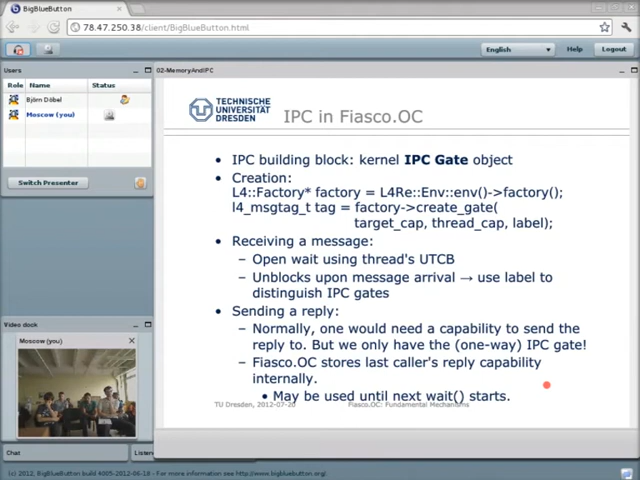 BigBlueButton
78.47.250.38/client/BigBlueButton.html
English
Help
Logout
Users
Role Name Status
Björn Döbel
Moscow (you)
Switch Presenter
Video dock
Moscow (you)
Chat
Listen
02-MemoryAndIPC
TECHNISCHE
UNIVERSITÄT
DRESDEN
IPC in Fiasco.OC
• IPC building block: kernel IPC Gate object
• Creation:
L4::Factory* factory = L4Re::Env::env()->factory();
l4_msgtag_t tag = factory->create_gate(
target_cap, thread_cap, label);
• Receiving a message:
– Open wait using thread's UTCB
– Unblocks upon message arrival → use label to
distinguish IPC gates
• Sending a reply:
– Normally, one would need a capability to send the
reply to. But we only have the (one-way) IPC gate!
– Fiasco.OC stores last caller's reply capability
internally.
• May be used until next wait() starts.
TU Dresden, 2012-07-20
Fiasco.OC: Fundamental Mechanisms
(c) 2012, BigBlueButton build 4005-2012-06-18 - For more information see http://www.bigbluebutton.org/.